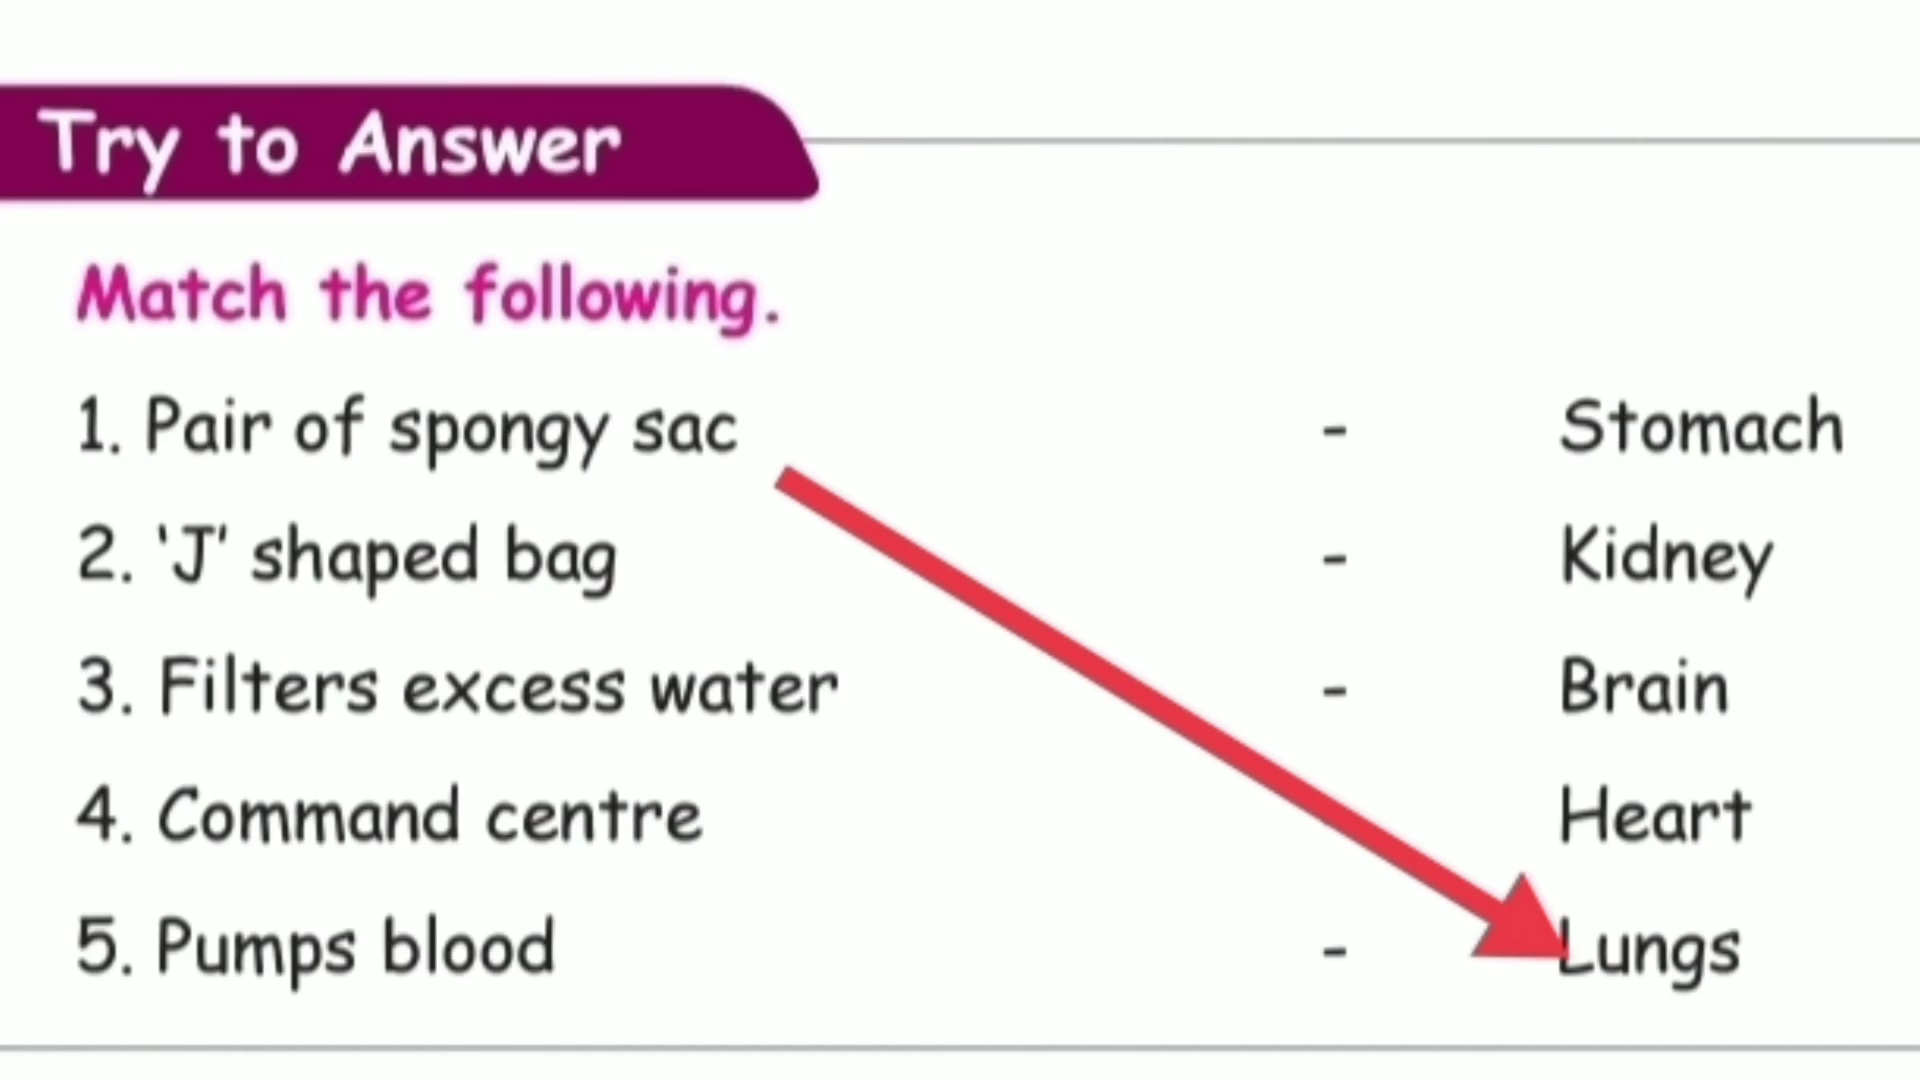 Try to Answer
Match the following.
1. Pair of spongy sac - Stomach
2. ‘J’ shaped bag - Kidney
3. Filters excess water - Brain
4. Command centre Heart
5. Pumps blood - Lungs